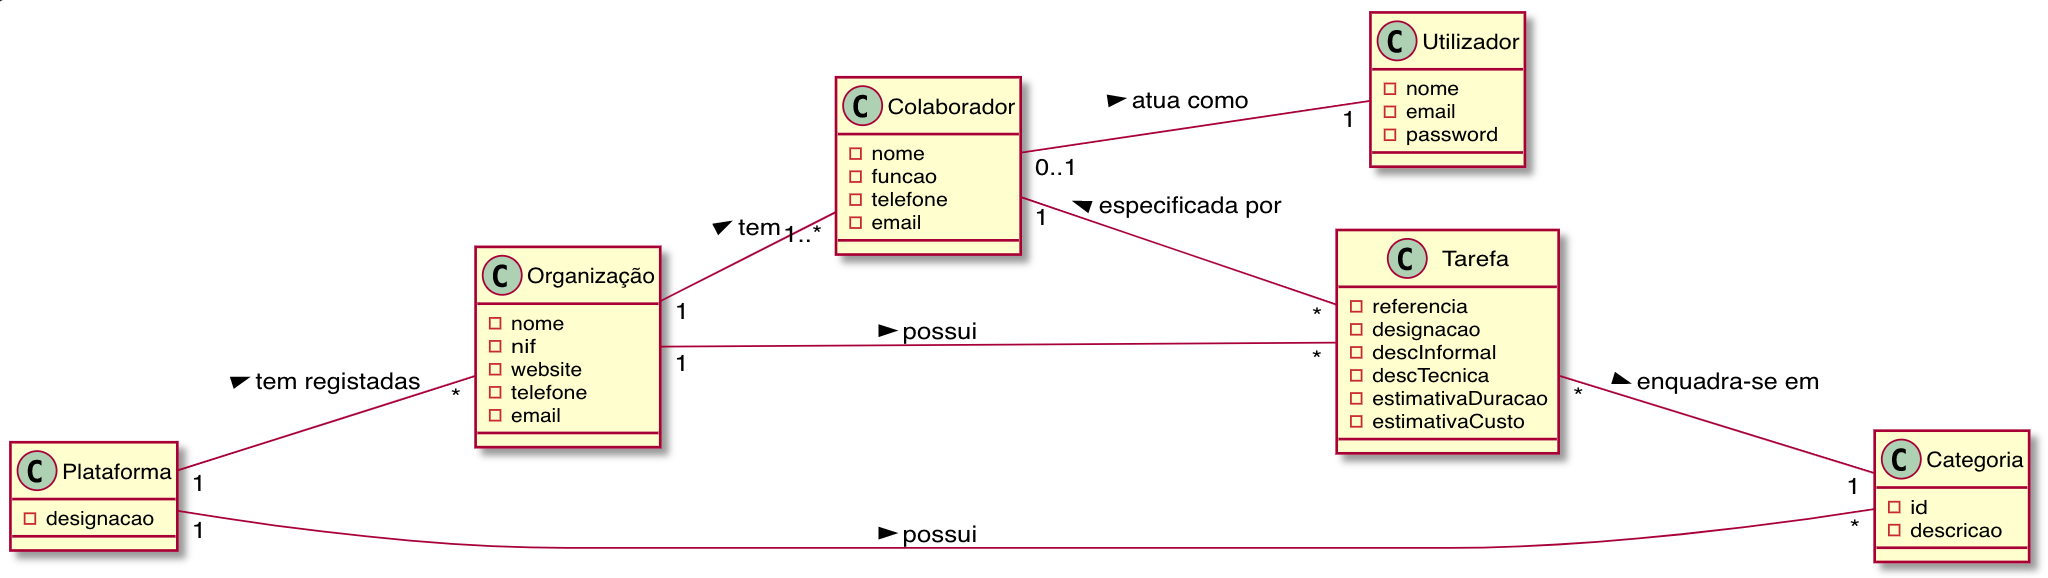 C Utilizador
nome
email
password
C Colaborador
nome
funcao
telefone
email
atua como
1
0..1
especificada por
1
*
tem
1..*
1
C Organização
nome
nif
website
telefone
email
possui
1
*
C Tarefa
referencia
designacao
descInformal
descTecnica
estimativaDuracao
estimativaCusto
tem registadas
*
1
enquadra-se em
*
1
C Plataforma
designacao
possui
1
*
C Categoria
id
descricao